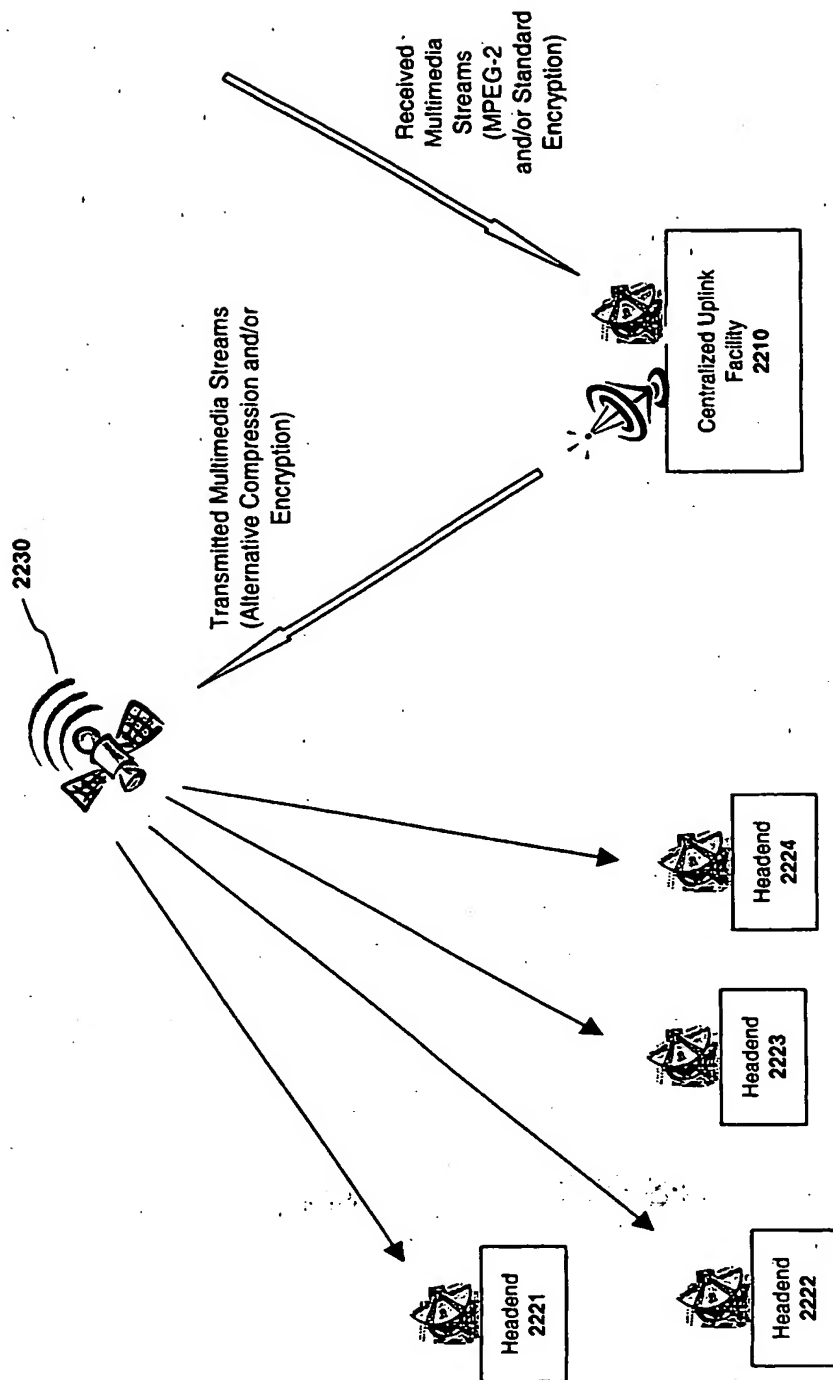 2230
Transmitted Multimedia Streams
(Alternative Compression and/or
Encryption)
Received
Multimedia
Streams
(MPEG-2
and/or Standard
Encryption)
Centralized Uplink
Facility
2210
Headend
2221
Headend
2222
Headend
2223
Headend
2224